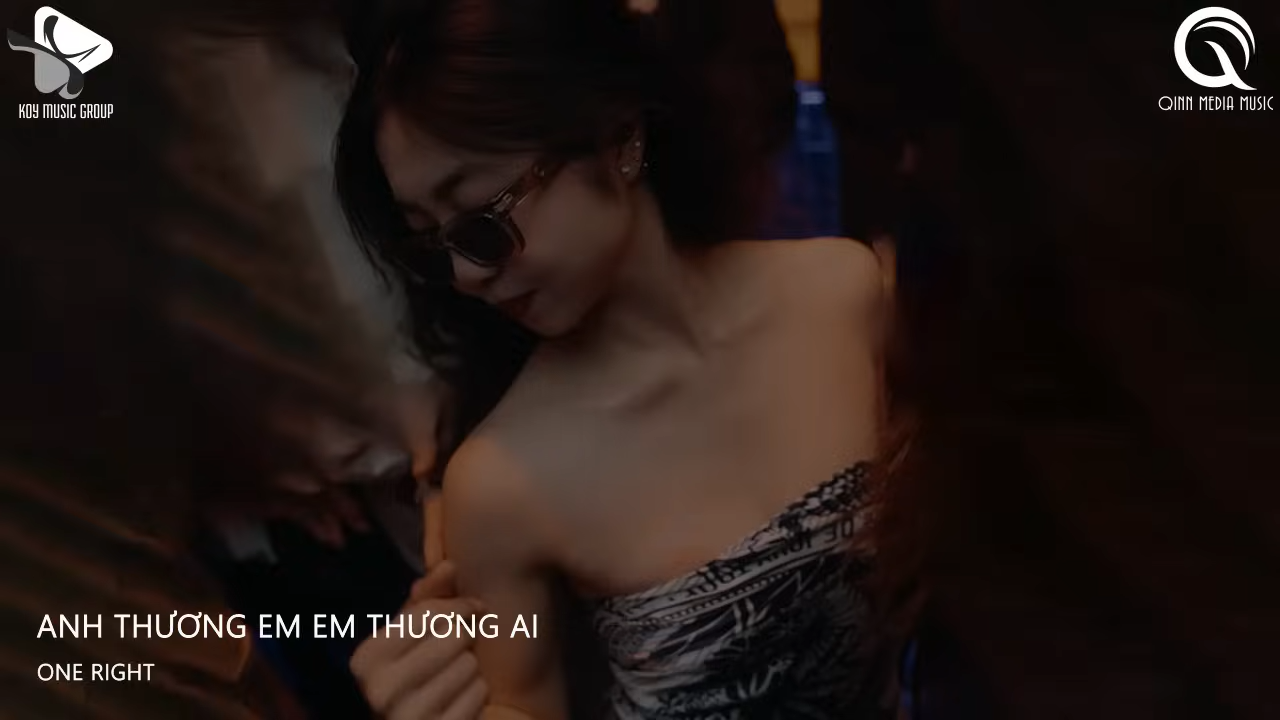 KOY MUSIC GROUP
QINN MEDIA MUSIC
ANH THƯƠNG EM EM THƯƠNG AI
ONE RIGHT